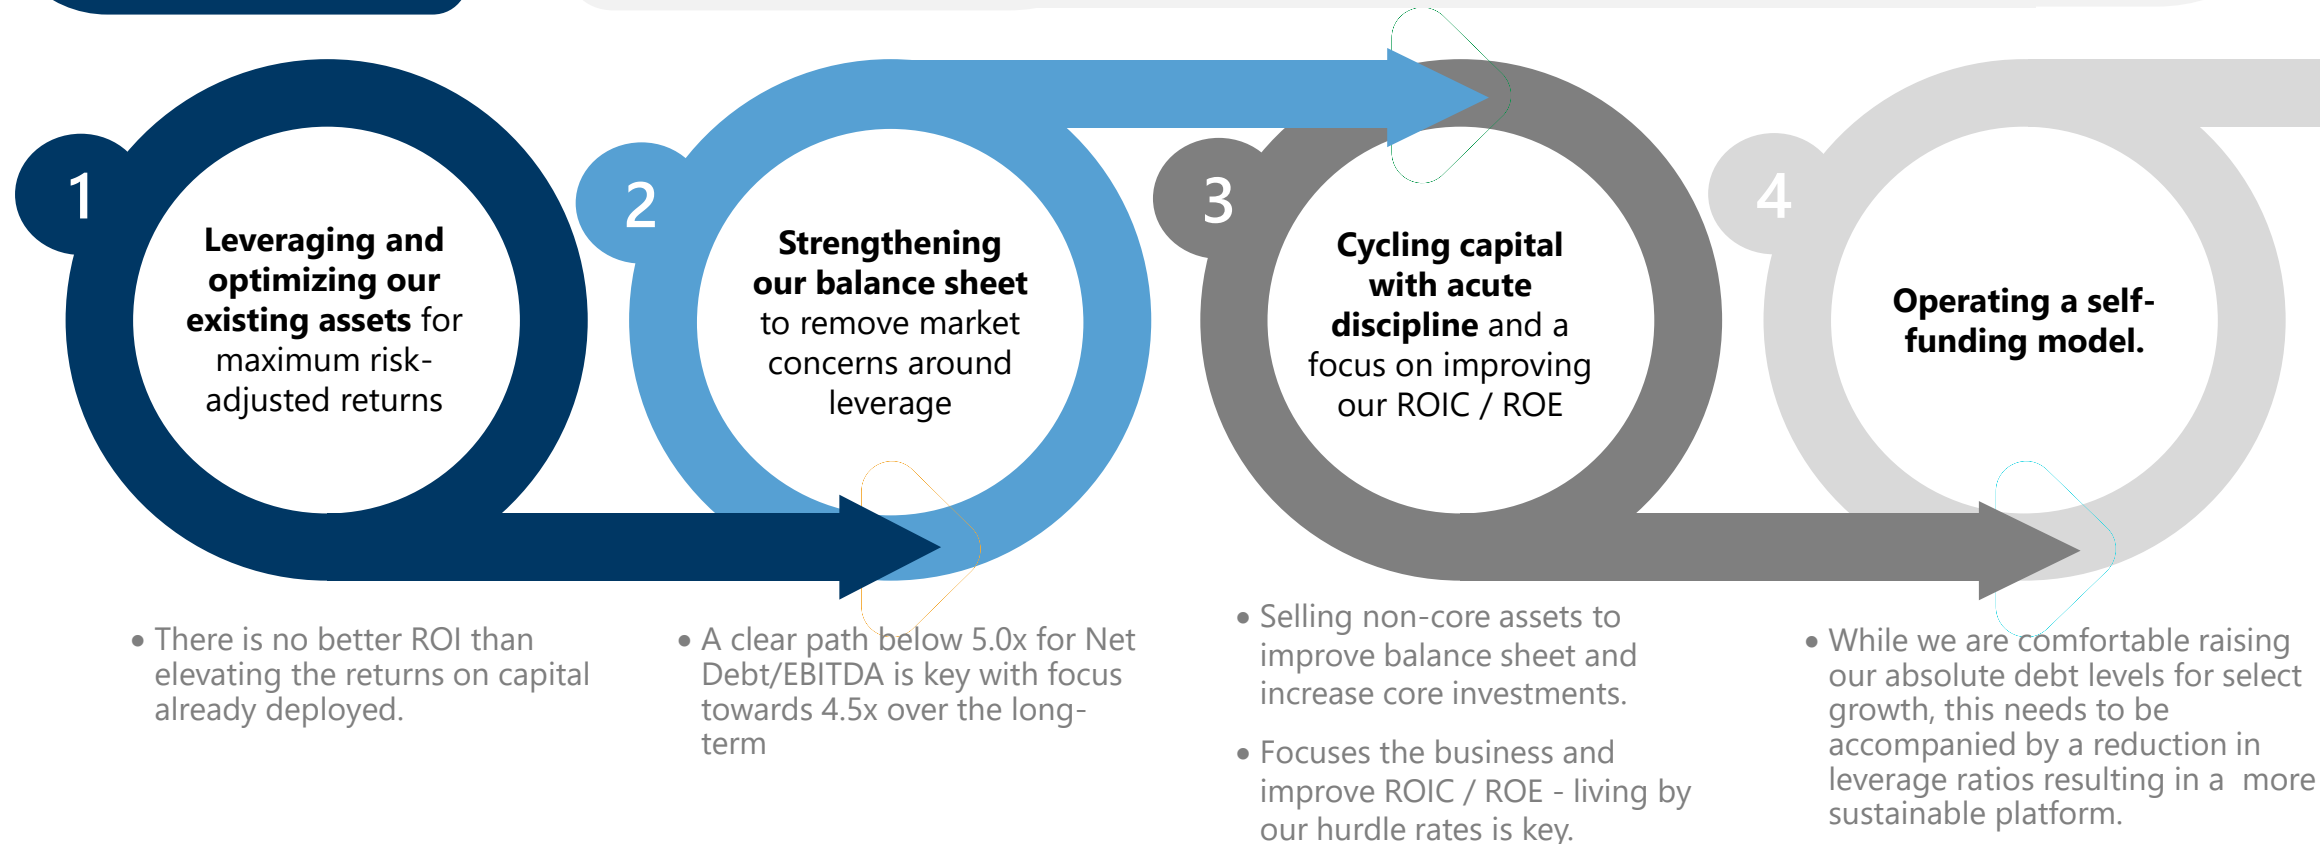 1
Leveraging and
optimizing our
existing assets for
maximum risk-
adjusted returns
• There is no better ROI than
elevating the returns on capital
already deployed.
2
Strengthening
our balance sheet
to remove market
concerns around
leverage
• A clear path below 5.0x for Net
Debt/EBITDA is key with focus
towards 4.5x over the long-
term
3
Cycling capital
with acute
discipline and a
focus on improving
our ROIC / ROE
• Selling non-core assets to
improve balance sheet and
increase core investments.
• Focuses the business and
improve ROIC / ROE - living by
our hurdle rates is key.
4
Operating a self-
funding model.
• While we are comfortable raising
our absolute debt levels for select
growth, this needs to be
accompanied by a reduction in
leverage ratios resulting in a  more
sustainable platform.